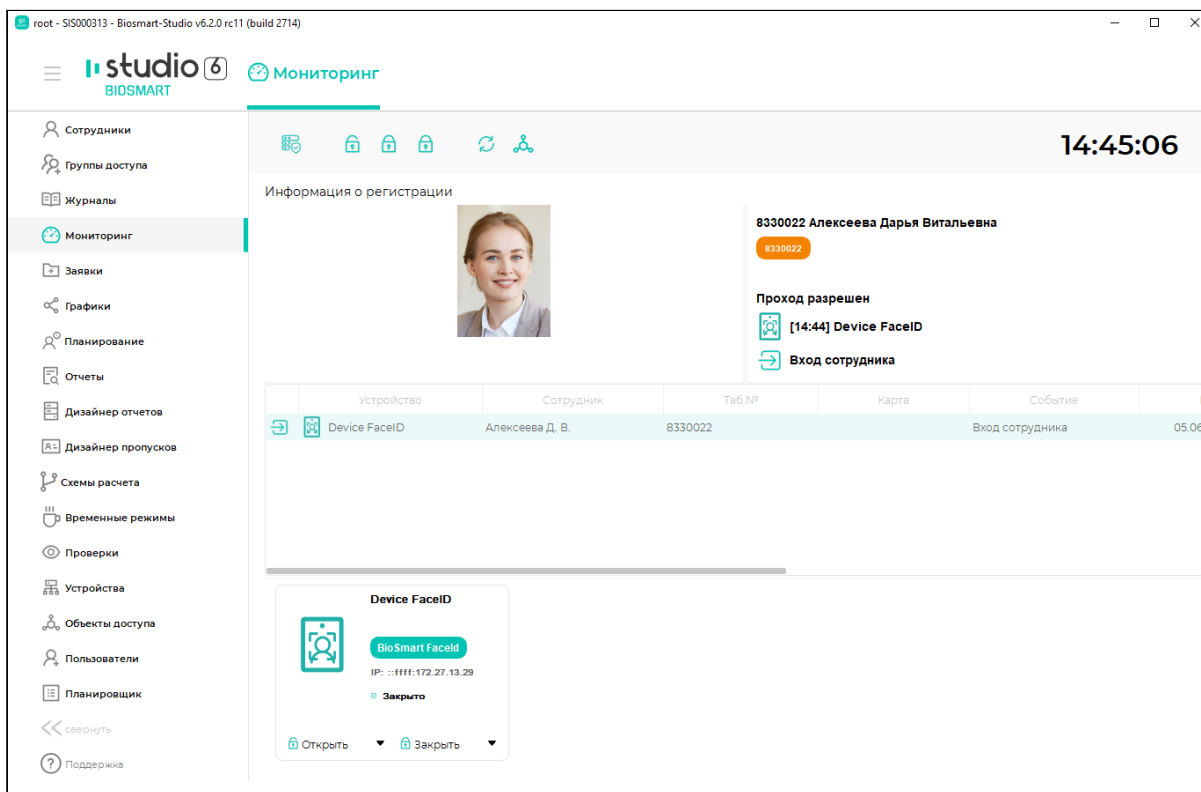 root - SIS000313 - Biosmart-Studio v6.2.0 rc11 (build 2714)
studio 6
BIOSMART
Мониторинг
Сотрудники
Группы доступа
Журналы
Мониторинг
Заявки
Графики
Планирование
Отчеты
Дизайнер отчетов
Дизайнер пропусков
Схемы расчета
Временные режимы
Проверки
Устройства
Объекты доступа
Пользователи
Планировщик
свернуть
Поддержка
14:45:06
Информация о регистрации
8330022 Алексеева Дарья Витальевна
8330022
Проход разрешен
[14:44] Device FaceID
Вход сотрудника
Устройство Сотрудник Таб.№ Карта Событие
Device FaceID Алексеева Д. В. 8330022 Вход сотрудника 05.06
Device FaceID
BioSmart FaceId
IP: ::ffff:172.27.13.29
Закрыто
Открыть Закрыть